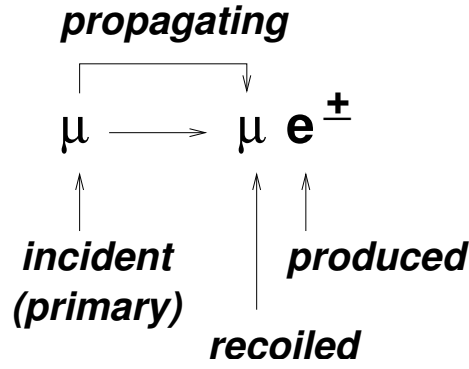 propagating
μ μ e±
incident produced
(primary)
recoiled